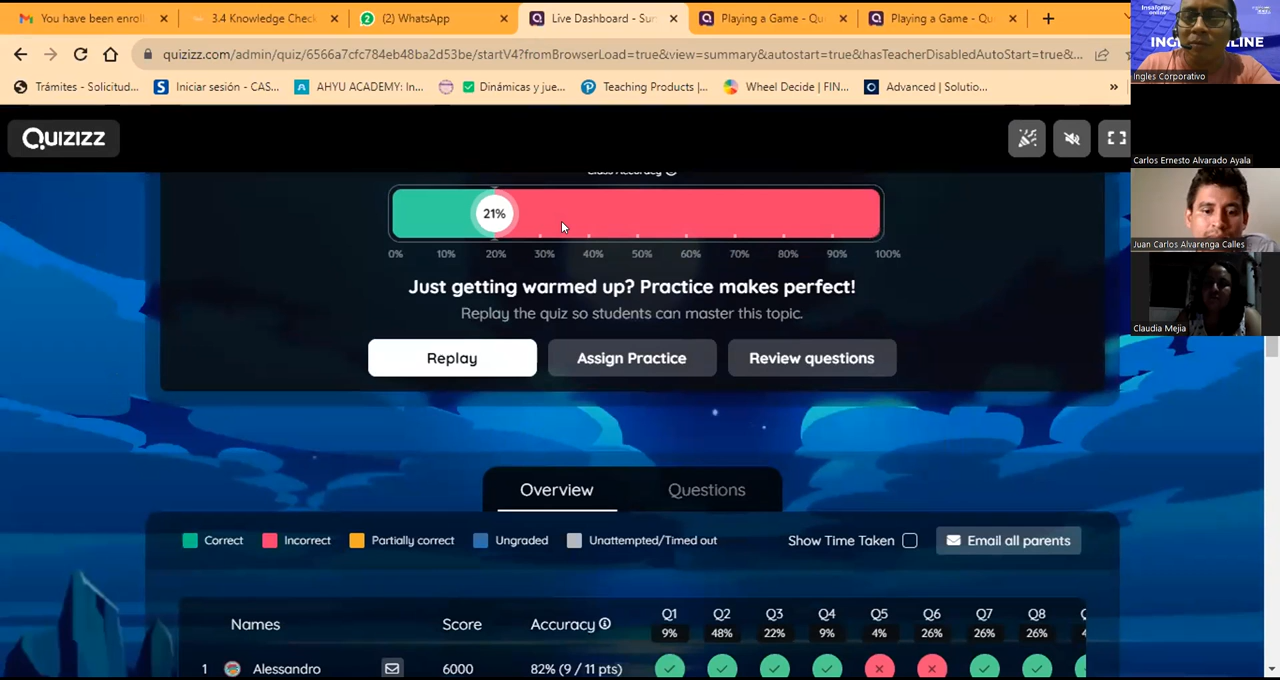 You have been enroll
3.4 Knowledge Check
(2) WhatsApp
Live Dashboard - Sur
Playing a Game - Qu
Playing a Game - Qu
quizizz.com/admin/quiz/6566a7cfc784eb48ba2d53be/startV4?fromBrowserLoad=true&view=summary&autostart=true&hasTeacherDisabledAutoStart=true&...
Trámites - Solicitud...
Iniciar sesión - CAS...
AHYU ACADEMY: In...
Dinámicas y jue...
Teaching Products |...
Wheel Decide | FIN...
Advanced | Solutio...
»
Ingles Corporativo
Carlos Ernesto Alvarado Ayala
Juan Carlos Alvarenga Calles
Claudia Mejia
QUIZIZZ
Class Accuracy
21%
0% 10% 20% 30% 40% 50% 60% 70% 80% 90% 100%
Just getting warmed up? Practice makes perfect!
Replay the quiz so students can master this topic.
Replay Assign Practice Review questions
Overview Questions
Correct Incorrect Partially correct Ungraded Unattempted/Timed out Show Time Taken Email all parents
Names Score Accuracy Q1 Q2 Q3 Q4 Q5 Q6 Q7 Q8
9% 48% 22% 9% 4% 26% 26% 26%
1 Alessandro 6000 82% (9 / 11 pts)